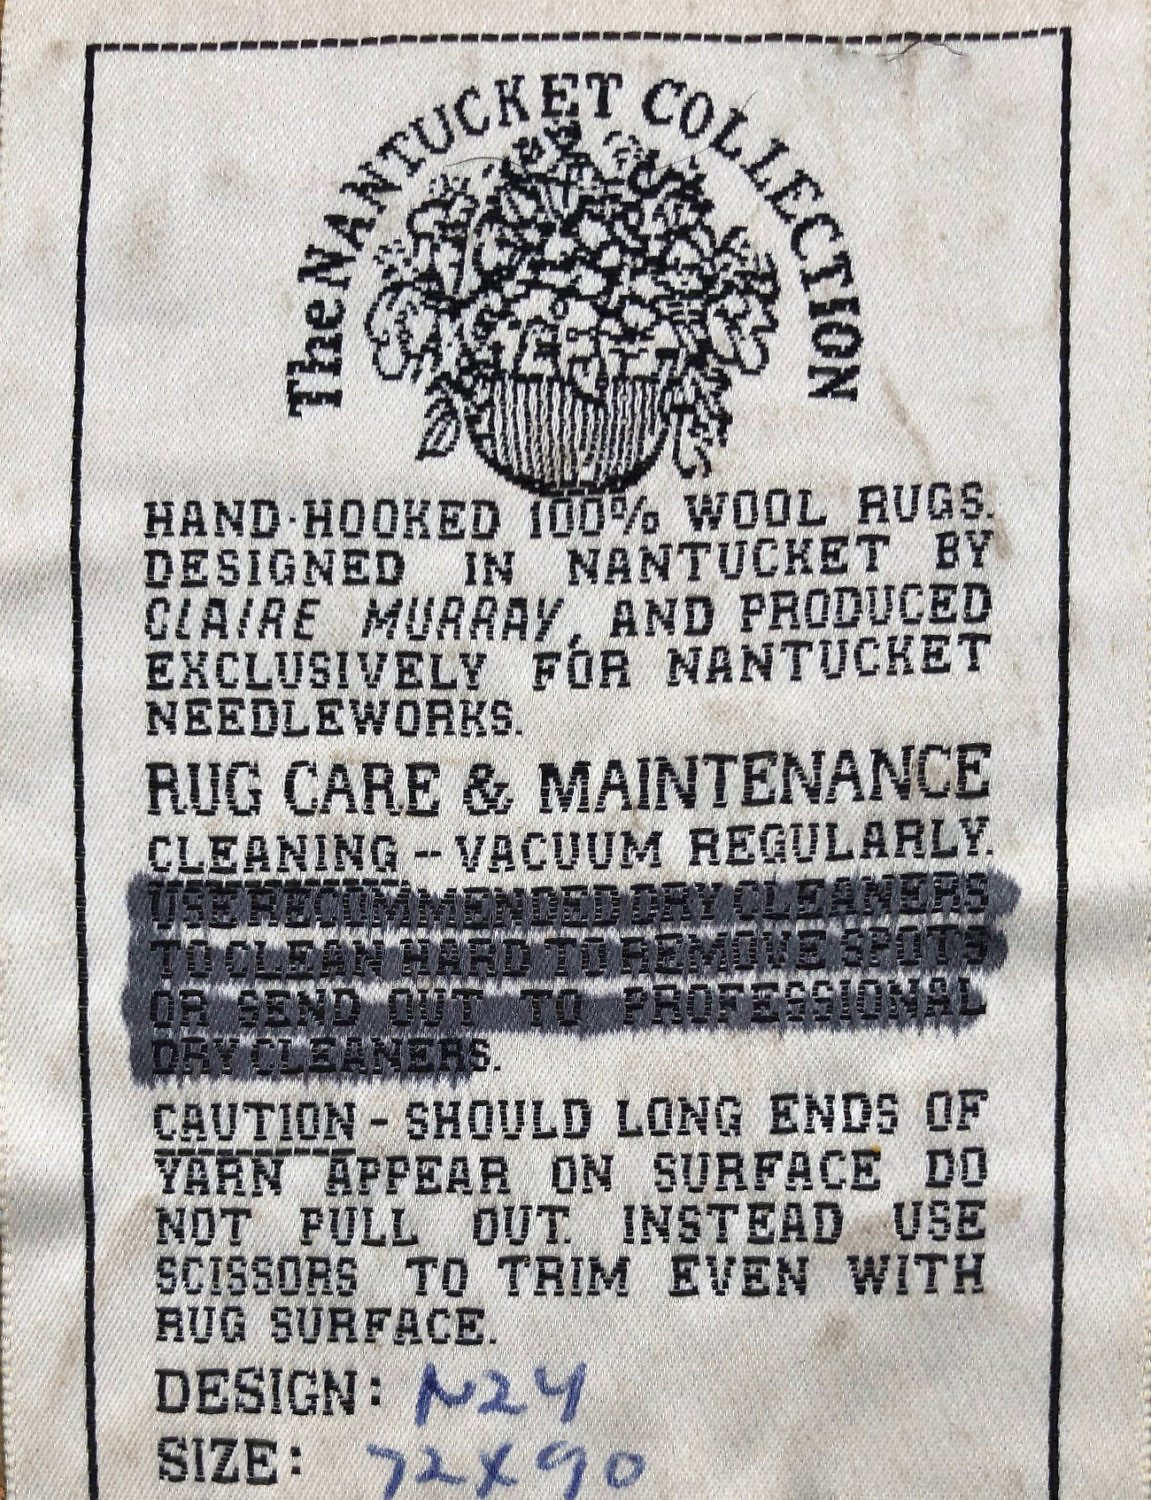 The NANTUCKET COLLECTION
HAND-HOOKED 100% WOOL RUGS.
DESIGNED IN NANTUCKET BY
CLAIRE MURRAY, AND PRODUCED
EXCLUSIVELY FOR NANTUCKET
NEEDLEWORKS.
RUG CARE & MAINTENANCE
CLEANING - VACUUM REGULARLY.
USE RECOMMENDED DRY CLEANERS
TO CLEAN HARD TO REMOVE SPOTS
OR SEND OUT TO PROFESSIONAL
DRY CLEANERS.
CAUTION - SHOULD LONG ENDS OF
YARN APPEAR ON SURFACE DO
NOT PULL OUT. INSTEAD USE
SCISSORS TO TRIM EVEN WITH
RUG SURFACE.
DESIGN: N24
SIZE: 72X90